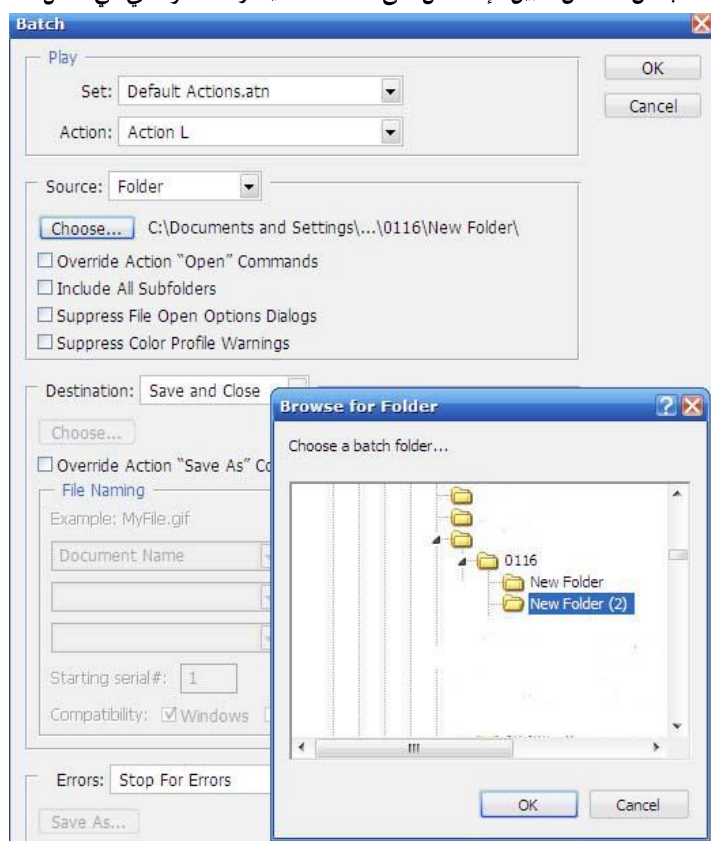 Batch
Play
Set: Default Actions.atn
Action: Action L
OK
Cancel
Source: Folder
Choose... C:\Documents and Settings\...\0116\New Folder\
Override Action "Open" Commands
Include All Subfolders
Suppress File Open Options Dialogs
Suppress Color Profile Warnings
Destination: Save and Close
Choose...
Override Action "Save As" Co
File Naming
Example: MyFile.gif
Document Name
Starting serial#: 1
Compatibility: Windows
Errors: Stop For Errors
Save As...
Browse for Folder
Choose a batch folder...
0116
New Folder
New Folder (2)
OK
Cancel